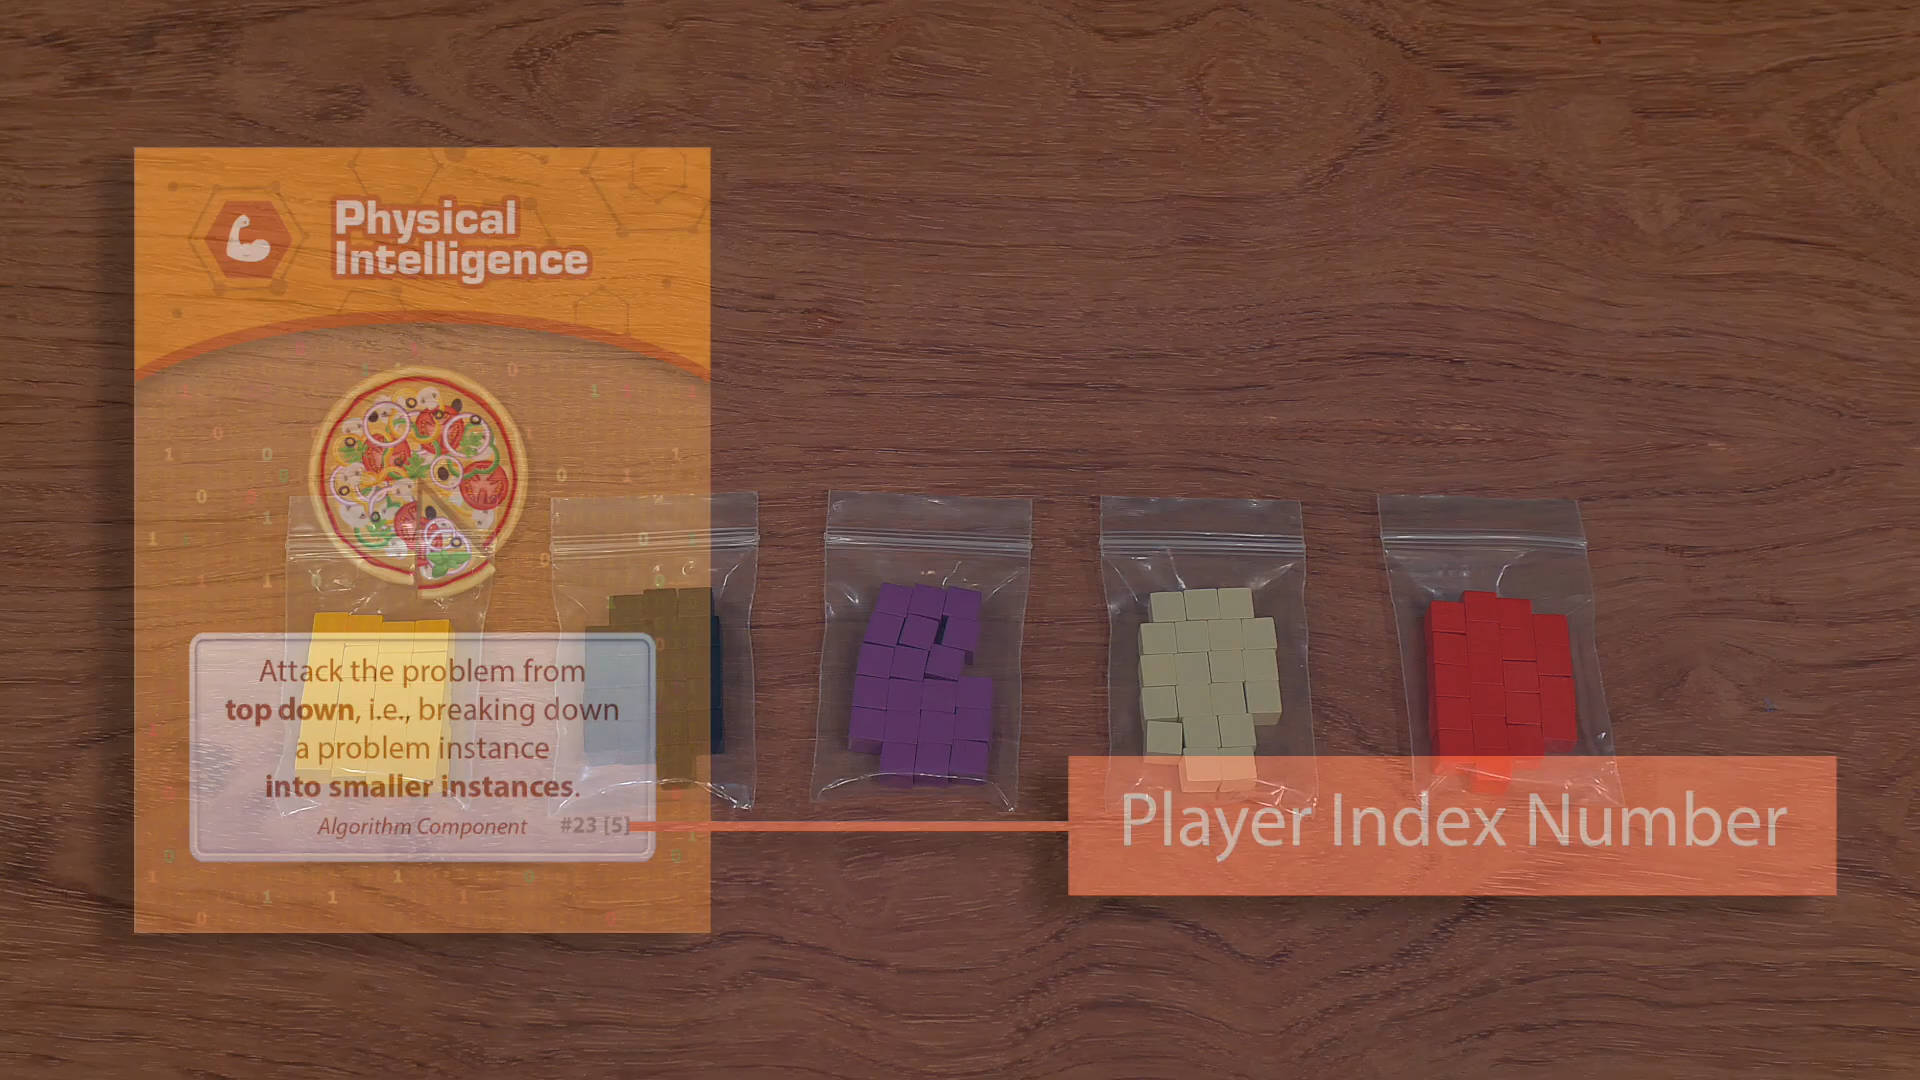 Physical
Intelligence
Attack the problem from
top down, i.e., breaking down
a problem instance
into smaller instances.
Algorithm Component #23 [5]
Player Index Number